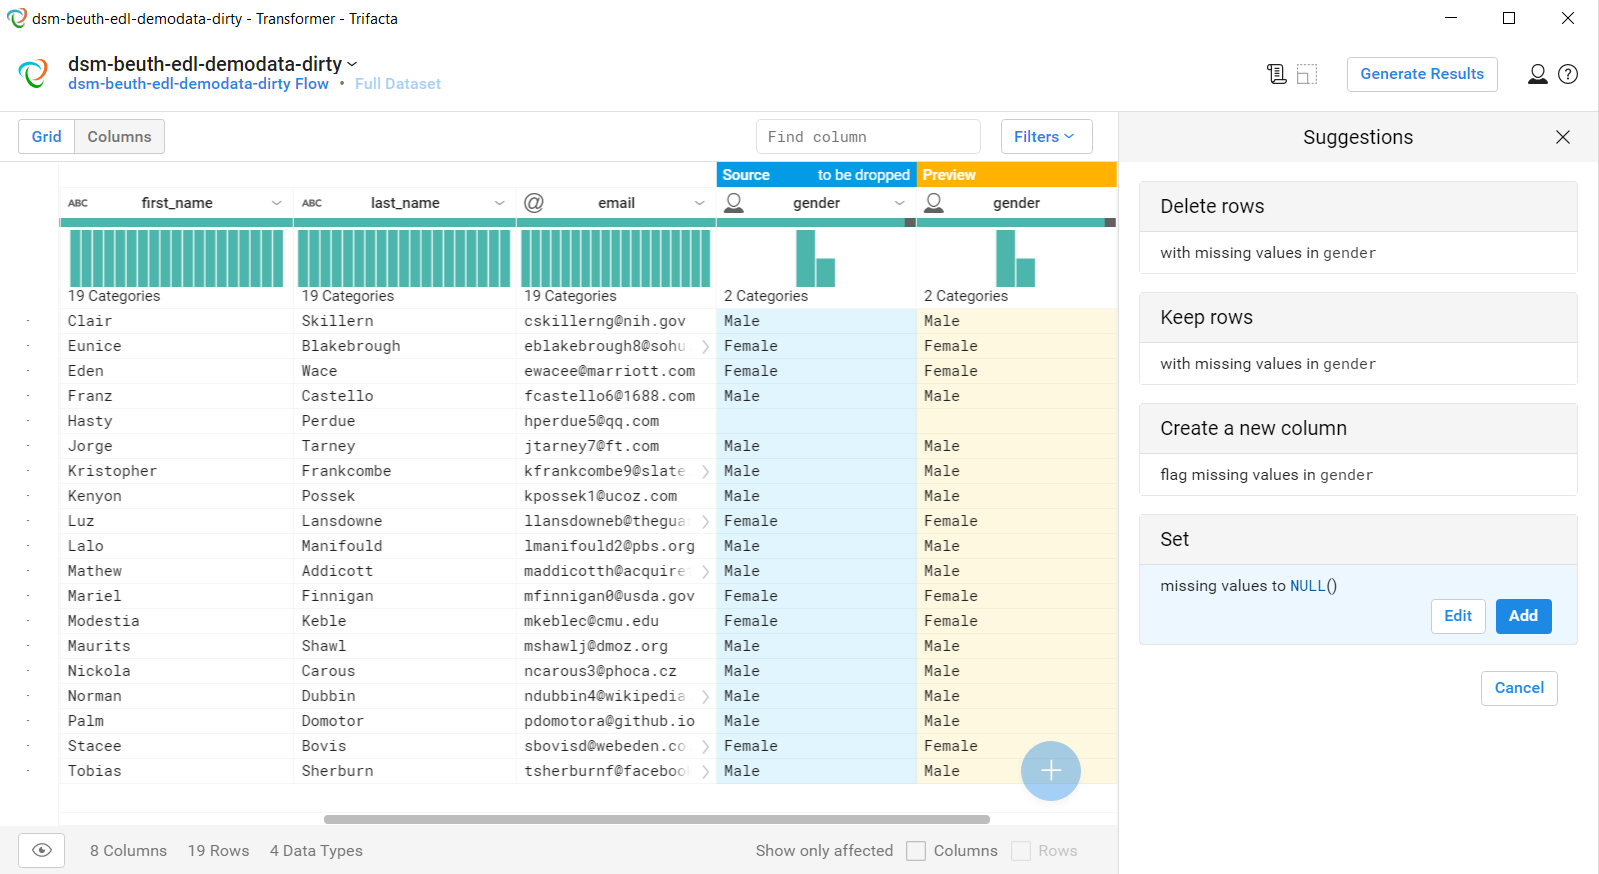 dsm-beuth-edl-demodata-dirty - Transformer - Trifacta
dsm-beuth-edl-demodata-dirty
dsm-beuth-edl-demodata-dirty Flow • Full Dataset
Generate Results
Grid Columns
Find column
Filters
Suggestions
Source to be dropped Preview
ABC first_name ABC last_name @ email gender gender
19 Categories 19 Categories 19 Categories 2 Categories 2 Categories
Clair Skillern cskillerng@nih.gov Male Male
Eunice Blakebrough eblakebrough8@sohu Female Female
Eden Wace ewacee@marriott.com Female Female
Franz Castello fcastello6@1688.com Male Male
Hasty Perdue hperdue5@qq.com
Jorge Tarney jtarney7@ft.com Male Male
Kristopher Frankcombe kfrankcombe9@slate Male Male
Kenyon Possek kpossek1@ucoz.com Male Male
Luz Lansdowne llansdowneb@thegua Female Female
Lalo Manifould lmanifould2@pbs.org Male Male
Mathew Addicott maddicotth@acquire Male Male
Mariel Finnigan mfinnigan0@usda.gov Female Female
Modestia Keble mkeblec@cmu.edu Female Female
Maurits Shawl mshawlj@dmoz.org Male Male
Nickola Carous ncarous3@phoca.cz Male Male
Norman Dubbin ndubbin4@wikipedia Male Male
Palm Domotor pdomotora@github.io Male Male
Stacee Bovis sbovisd@webeden.co Female Female
Tobias Sherburn tsherburnf@facebook Male Male
Delete rows
with missing values in gender
Keep rows
with missing values in gender
Create a new column
flag missing values in gender
Set
missing values to NULL()
Edit Add
Cancel
8 Columns 19 Rows 4 Data Types
Show only affected Columns Rows